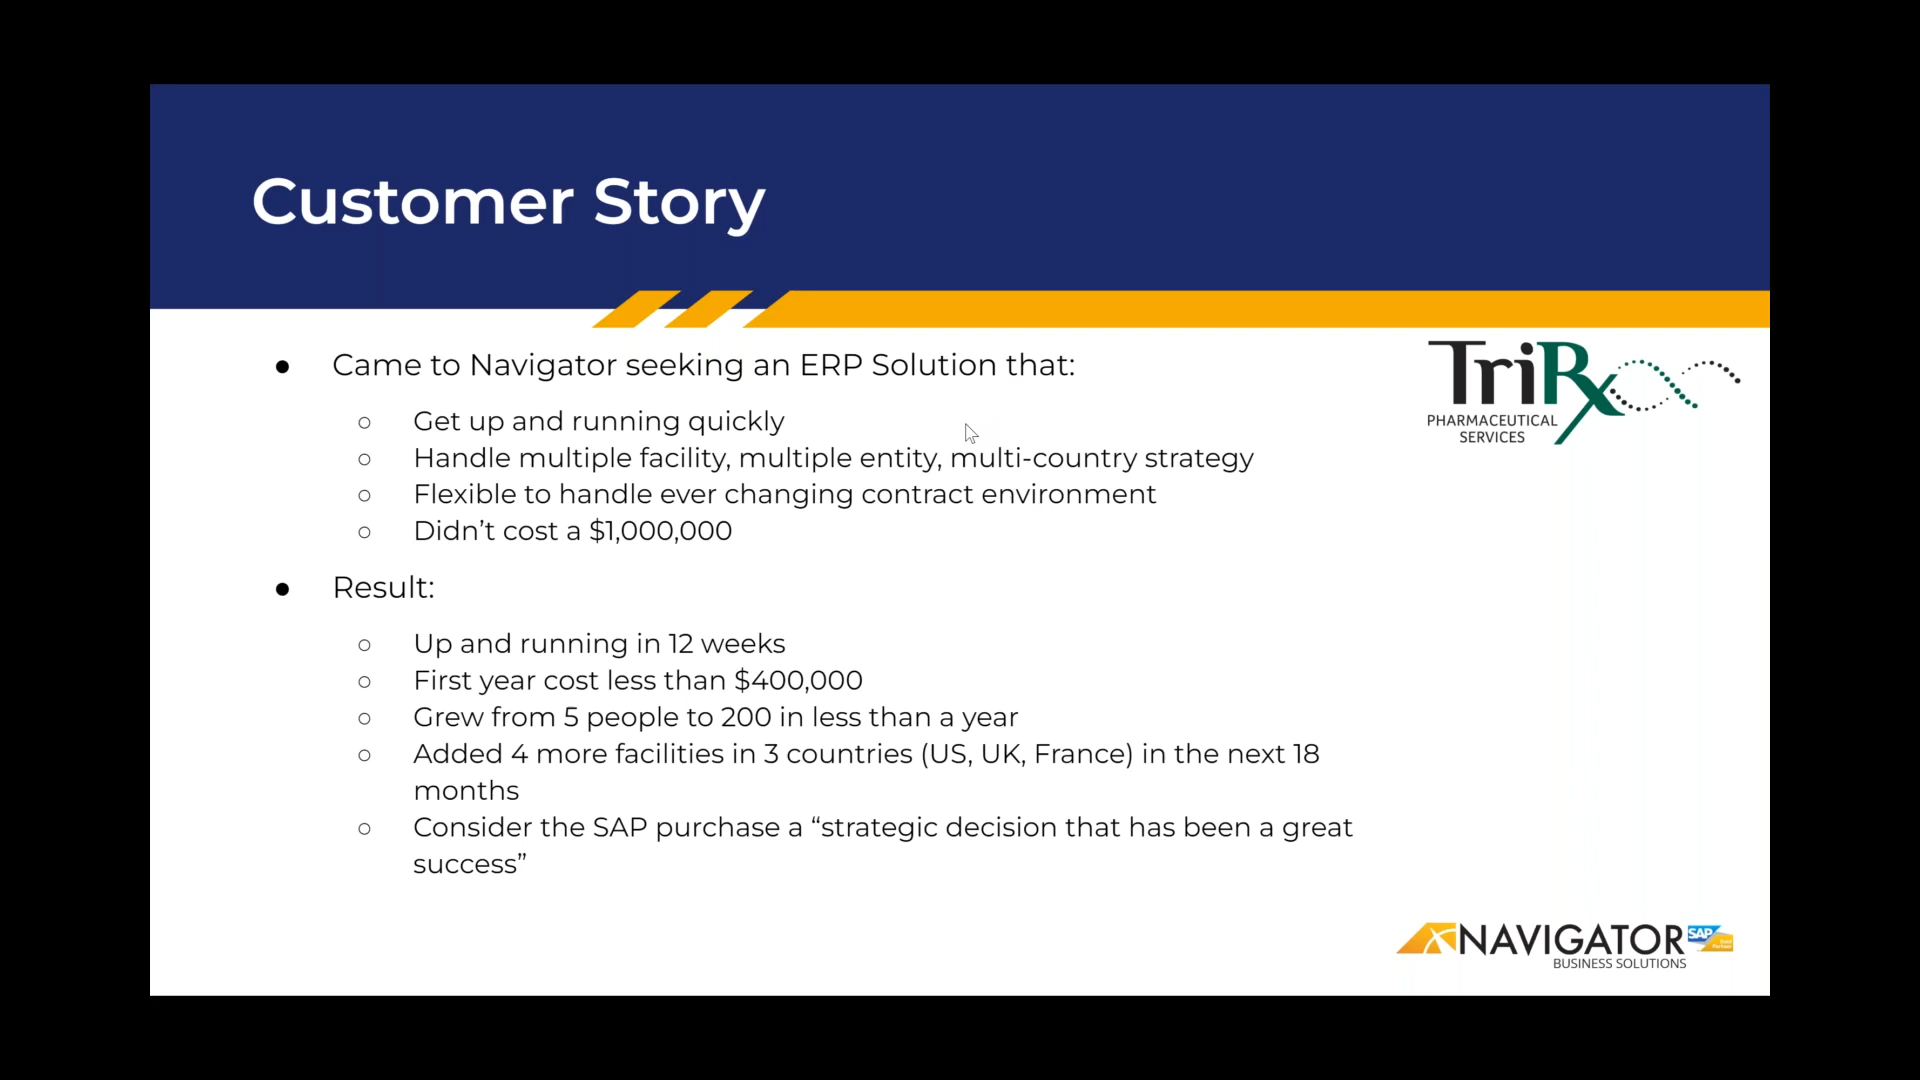 Customer Story
TriRx
PHARMACEUTICAL
SERVICES
● Came to Navigator seeking an ERP Solution that:
○ Get up and running quickly
○ Handle multiple facility, multiple entity, multi-country strategy
○ Flexible to handle ever changing contract environment
○ Didn’t cost a $1,000,000
● Result:
○ Up and running in 12 weeks
○ First year cost less than $400,000
○ Grew from 5 people to 200 in less than a year
○ Added 4 more facilities in 3 countries (US, UK, France) in the next 18
months
○ Consider the SAP purchase a “strategic decision that has been a great
success”
NAVIGATOR
BUSINESS SOLUTIONS
SAP